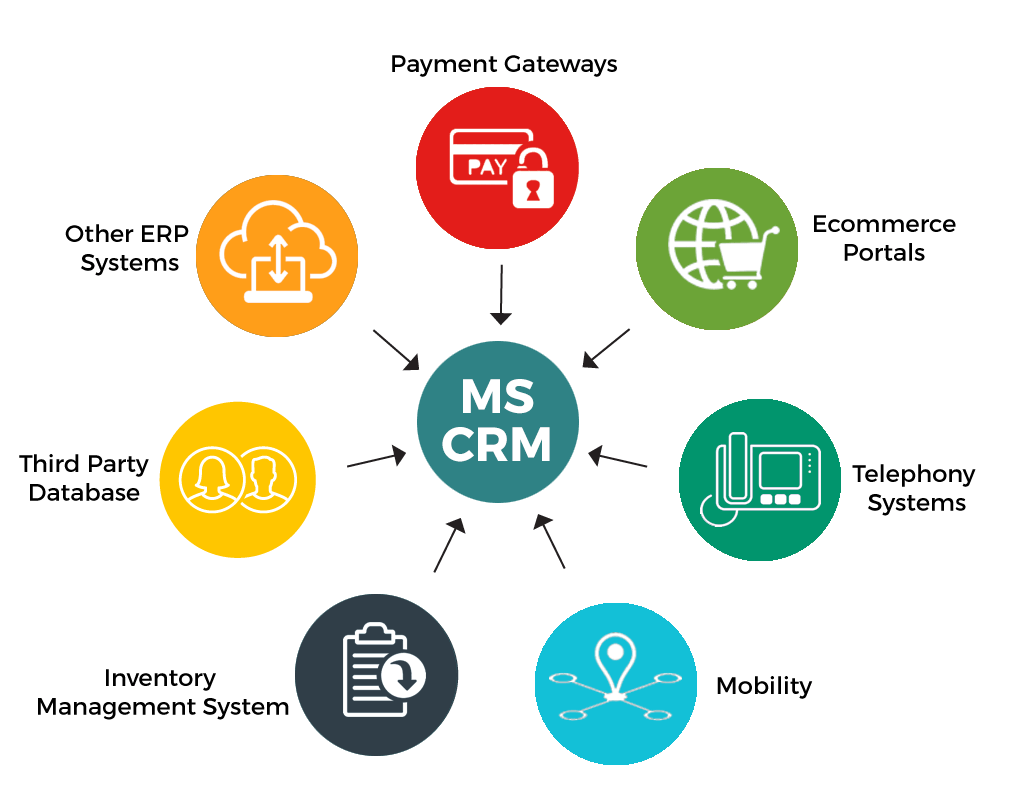 Payment Gateways
PAY
Other ERP
Systems
Ecommerce
Portals
MS
CRM
Third Party
Database
Telephony
Systems
Inventory
Management System
Mobility